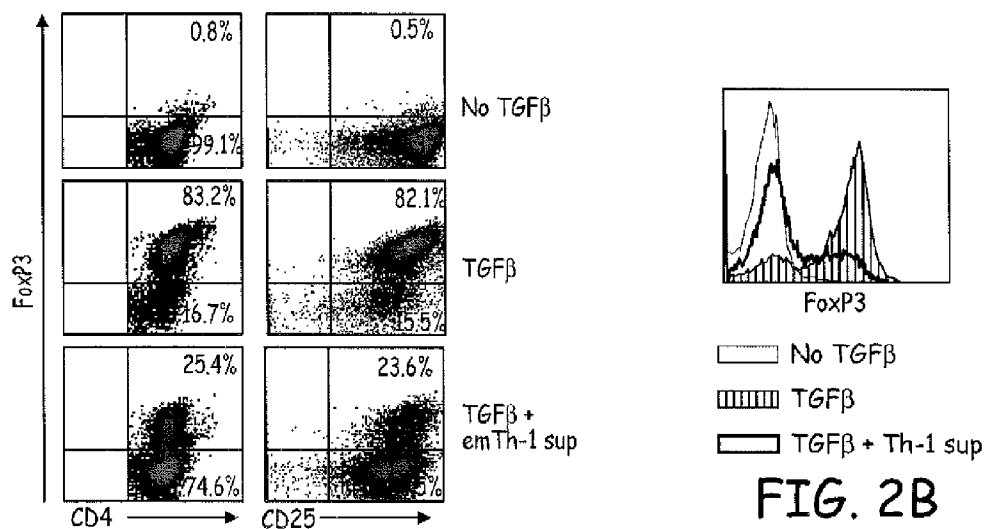 0.8%
0.5%
No TGFβ
99.1%
83.2%
82.1%
TGFβ
16.7%
15.5%
25.4%
23.6%
TGFβ +
emTh-1 sup
74.6%
FoxP3
CD4
CD25
FoxP3
No TGFβ
TGFβ
TGFβ + Th-1 sup
FIG. 2B